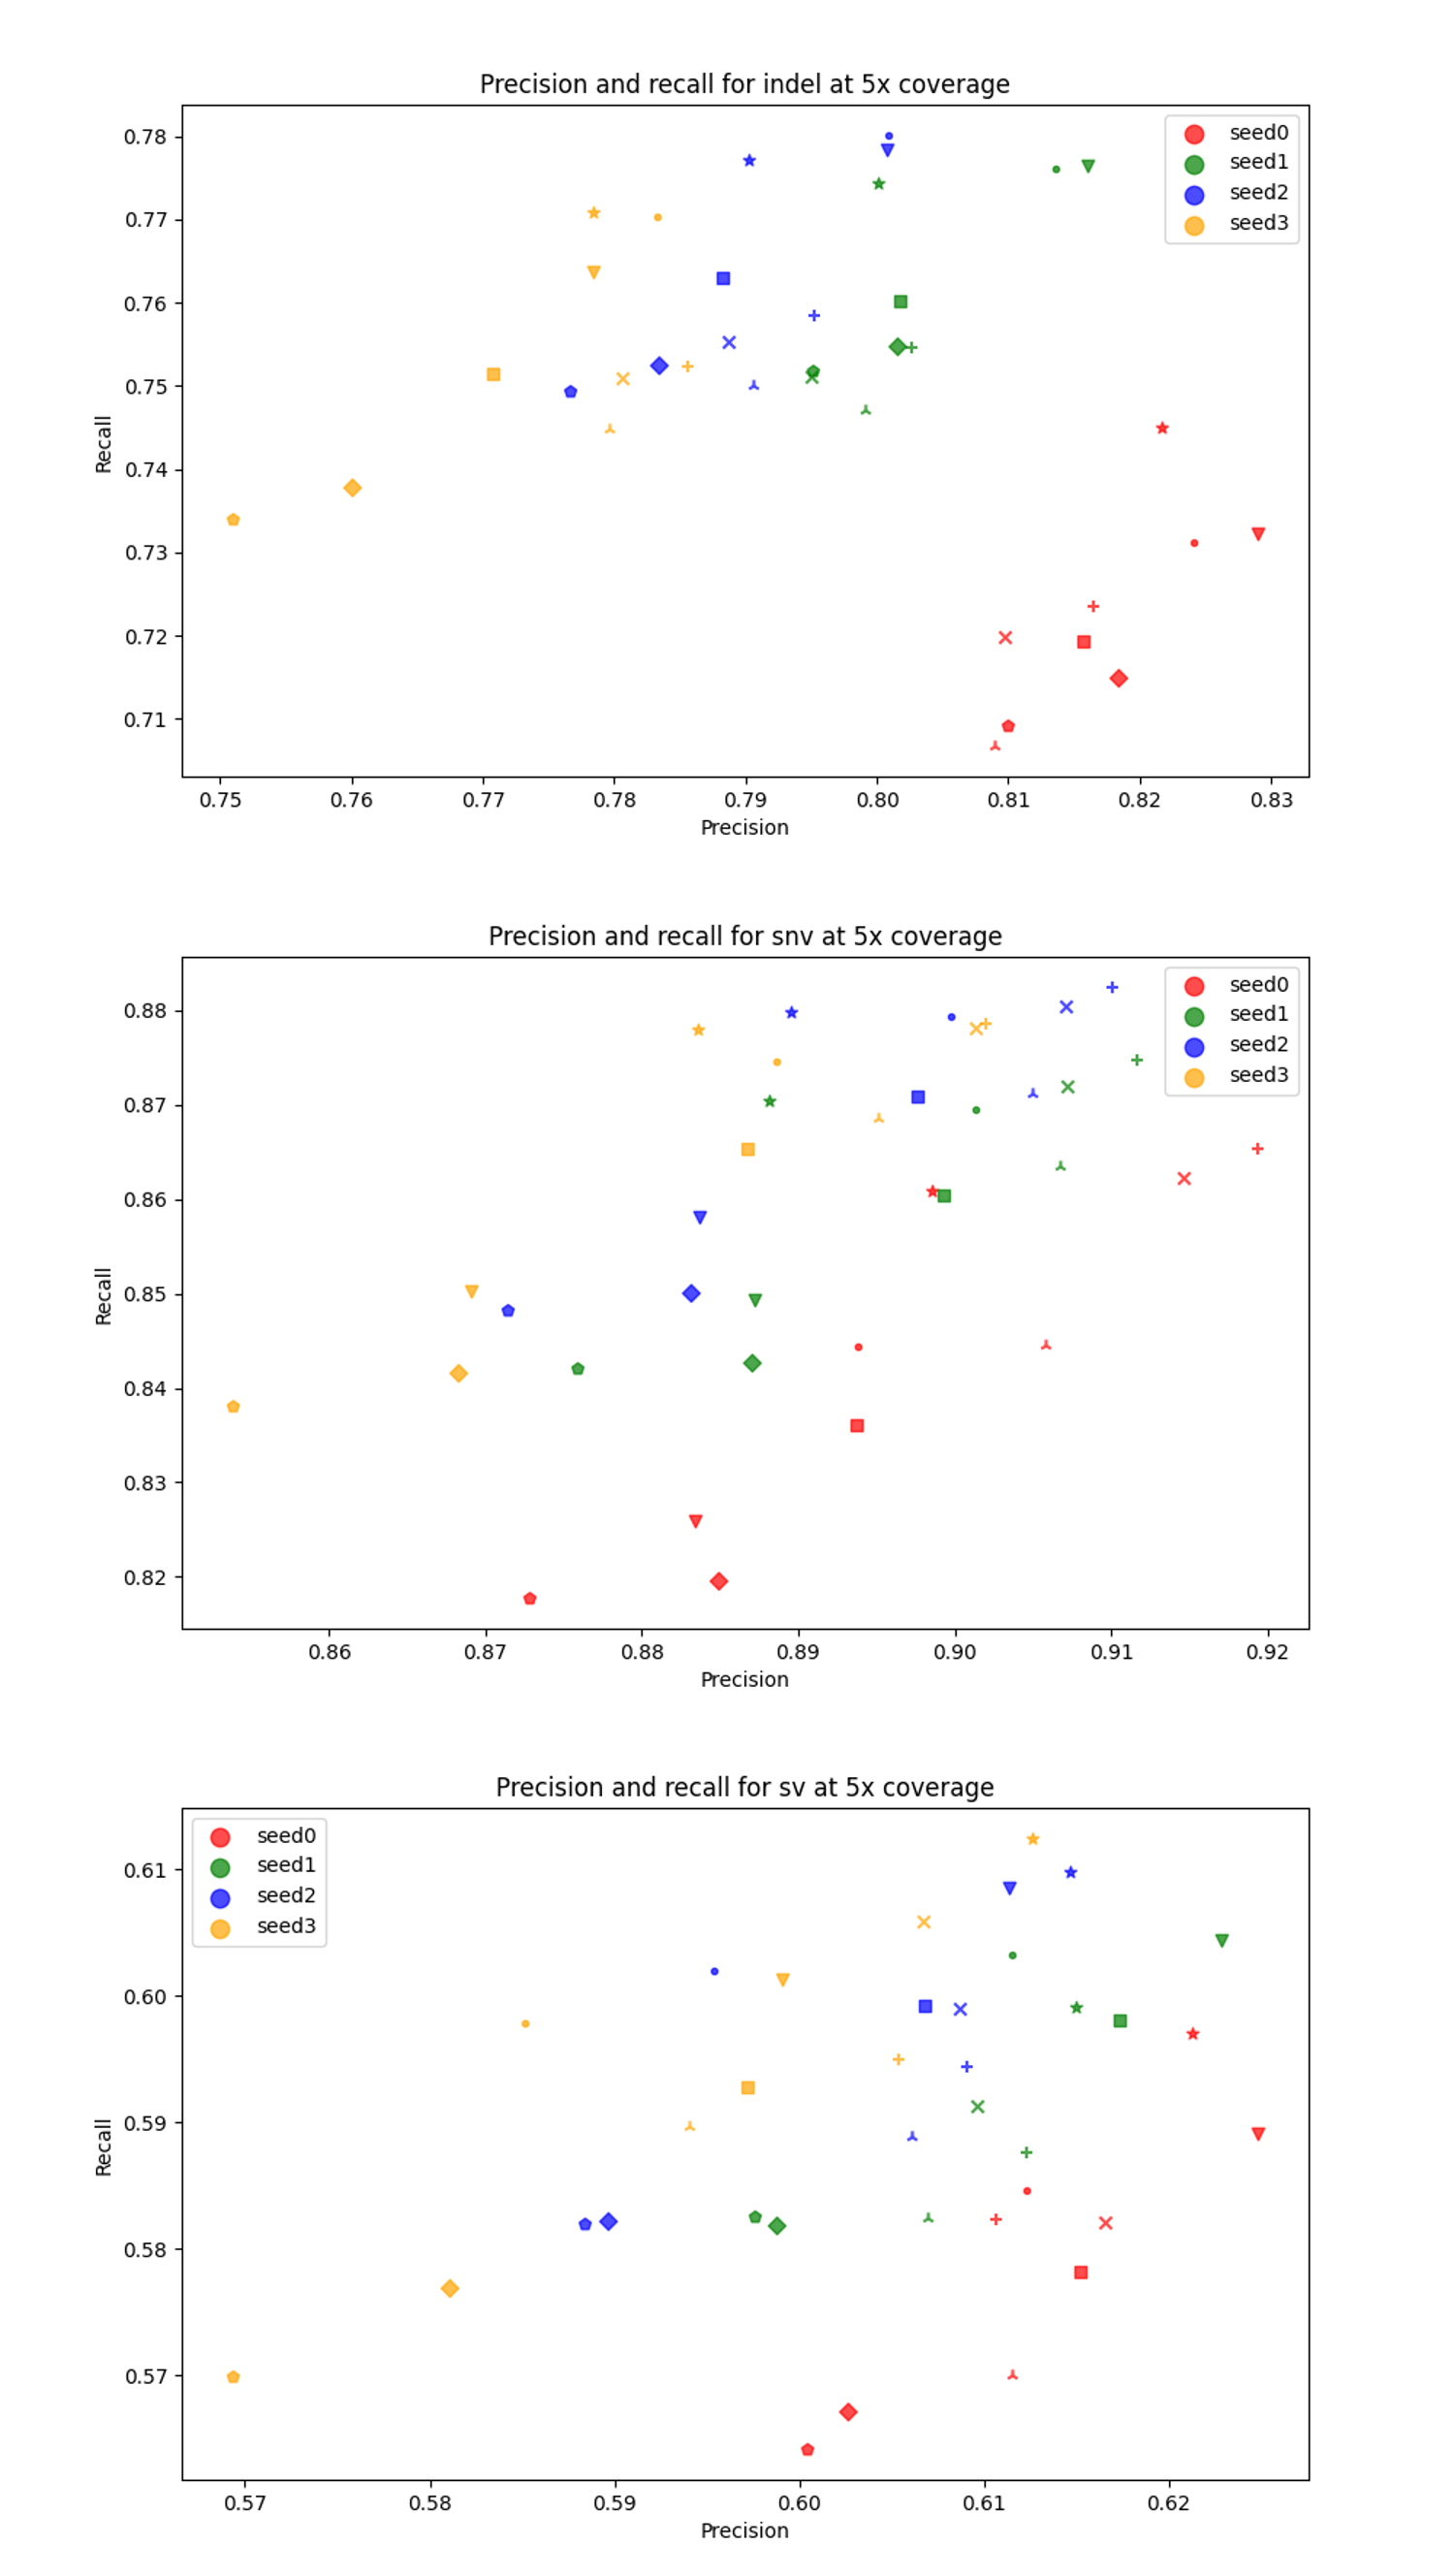 Precision and recall for indel at 5x coverage
seed0
seed1
seed2
seed3
0.78
0.77
0.76
0.75
0.74
0.73
0.72
0.71
Recall
0.75 0.76 0.77 0.78 0.79 0.80 0.81 0.82 0.83
Precision
Precision and recall for snv at 5x coverage
seed0
seed1
seed2
seed3
0.88
0.87
0.86
0.85
0.84
0.83
0.82
Recall
0.86 0.87 0.88 0.89 0.90 0.91 0.92
Precision
Precision and recall for sv at 5x coverage
seed0
seed1
seed2
seed3
0.61
0.60
0.59
0.58
0.57
Recall
0.57 0.58 0.59 0.60 0.61 0.62
Precision